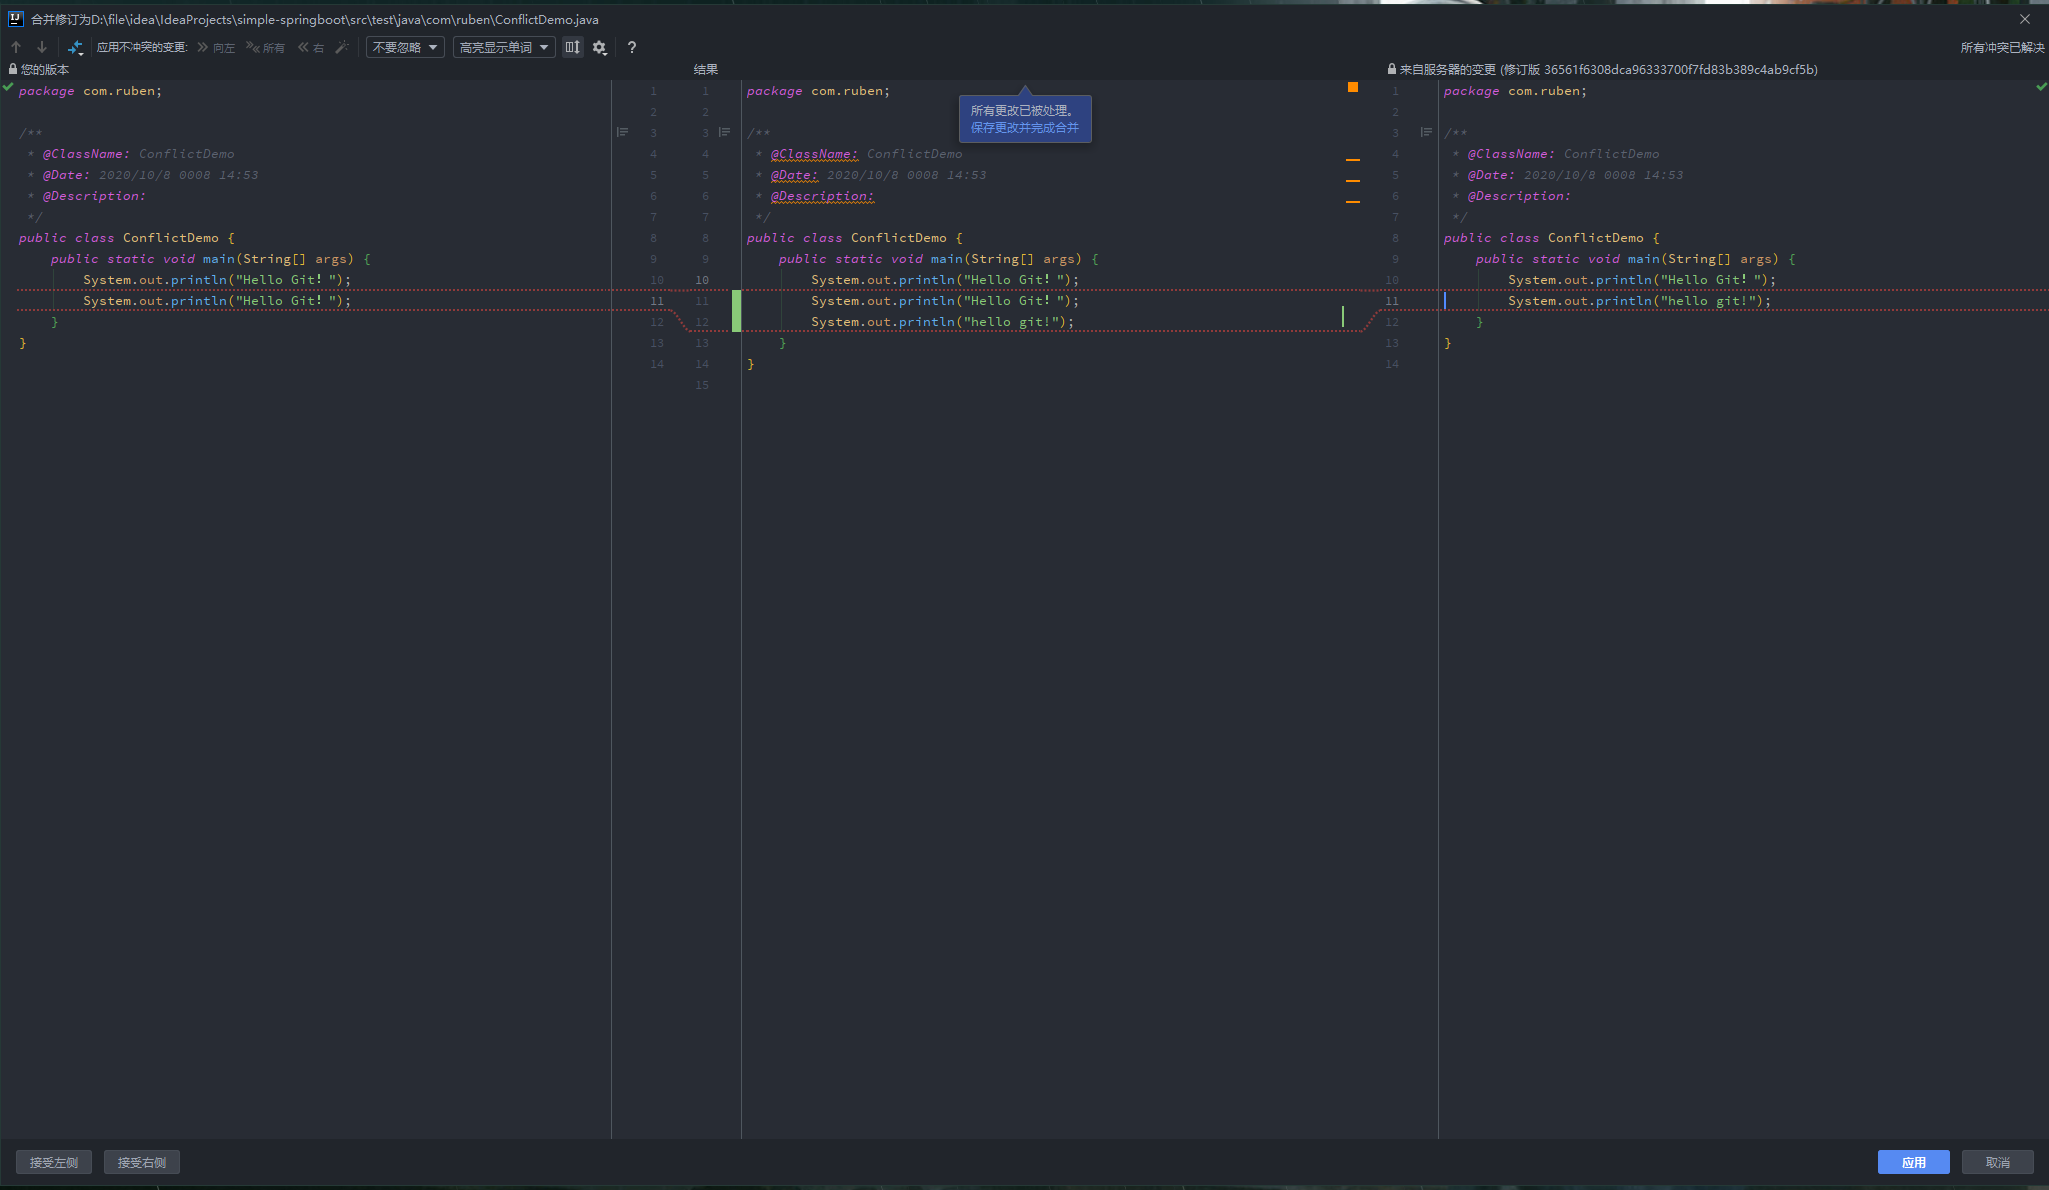 合并修订为D:\file\idea\IdeaProjects\simple-springboot\src\test\java\com\ruben\ConflictDemo.java
应用不冲突的变更: 向左 所有 右 不要忽略 高亮显示单词 ? 所有冲突已解决
您的版本 结果 来自服务器的变更 (修订版 36561f6308dca96333700f7fd83b389c4ab9cf5b)
package com.ruben;
/**
* @ClassName: ConflictDemo
* @Date: 2020/10/8 0008 14:53
* @Description:
*/
public class ConflictDemo {
public static void main(String[] args) {
System.out.println("Hello Git! ");
System.out.println("Hello Git! ");
}
}
1 1
2 2
3 3
4 4
5 5
6 6
7 7
8 8
9 9
10 10
11 11
12 12
13 13
14 14
15
package com.ruben;
/**
* @ClassName: ConflictDemo
* @Date: 2020/10/8 0008 14:53
* @Description:
*/
public class ConflictDemo {
public static void main(String[] args) {
System.out.println("Hello Git! ");
System.out.println("Hello Git! ");
System.out.println("hello git!");
}
}
所有更改已被处理。
保存更改并完成合并
1 package com.ruben;
2
3 /**
4 * @ClassName: ConflictDemo
5 * @Date: 2020/10/8 0008 14:53
6 * @Description:
7 */
8 public class ConflictDemo {
9 public static void main(String[] args) {
10 System.out.println("Hello Git! ");
11 System.out.println("hello git!");
12 }
13 }
14
接受左侧 接受右侧 应用 取消